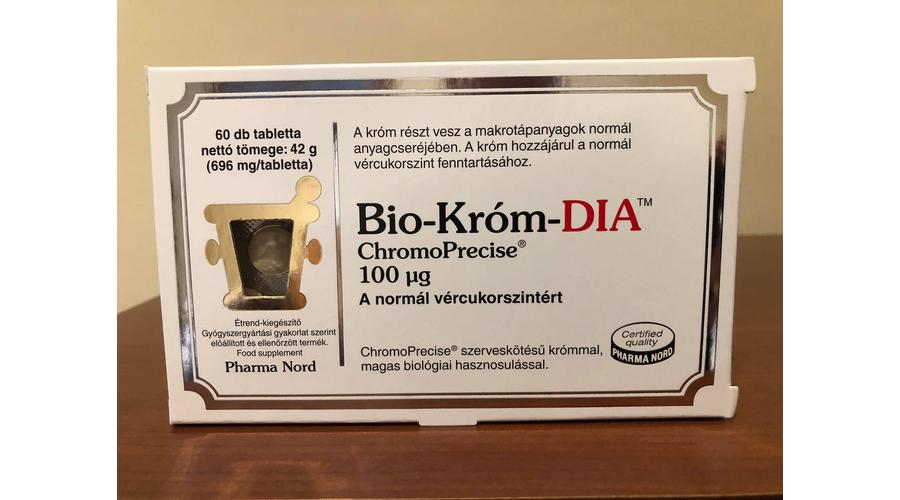 60 db tabletta
nettó tömege: 42 g
(696 mg/tabletta)
Étrend-kiegészítő
Gyógyszergyártási gyakorlat szerint
előállított és ellenőrzött termék.
Food supplement
Pharma Nord
A króm részt vesz a makrotápanyagok normál
anyagcseréjében. A króm hozzájárul a normál
vércukorszint fenntartásához.
Bio-Króm-DIA™
ChromoPrecise®
100 µg
A normál vércukorszintért
ChromoPrecise® szerveskötésű krómmal,
magas biológiai hasznosulással.
Certified
quality
PHARMA NORD